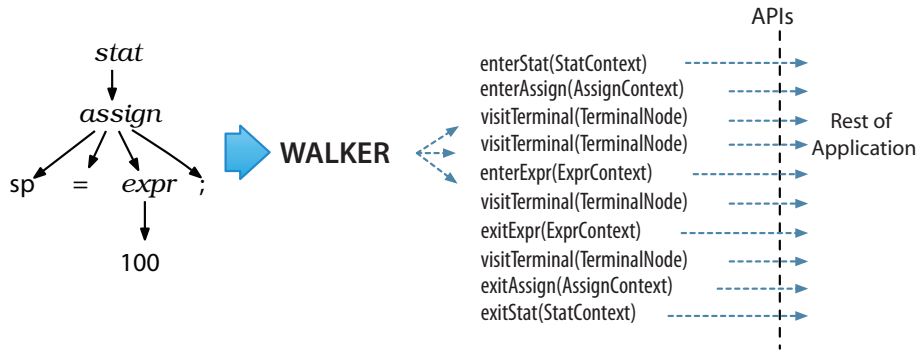 APIs
stat
assign
sp = expr ;
100
WALKER
enterStat(StatContext)
enterAssign(AssignContext)
visitTerminal(TerminalNode)
visitTerminal(TerminalNode)
enterExpr(ExprContext)
visitTerminal(TerminalNode)
exitExpr(ExprContext)
visitTerminal(TerminalNode)
exitAssign(AssignContext)
exitStat(StatContext)
Rest of
Application